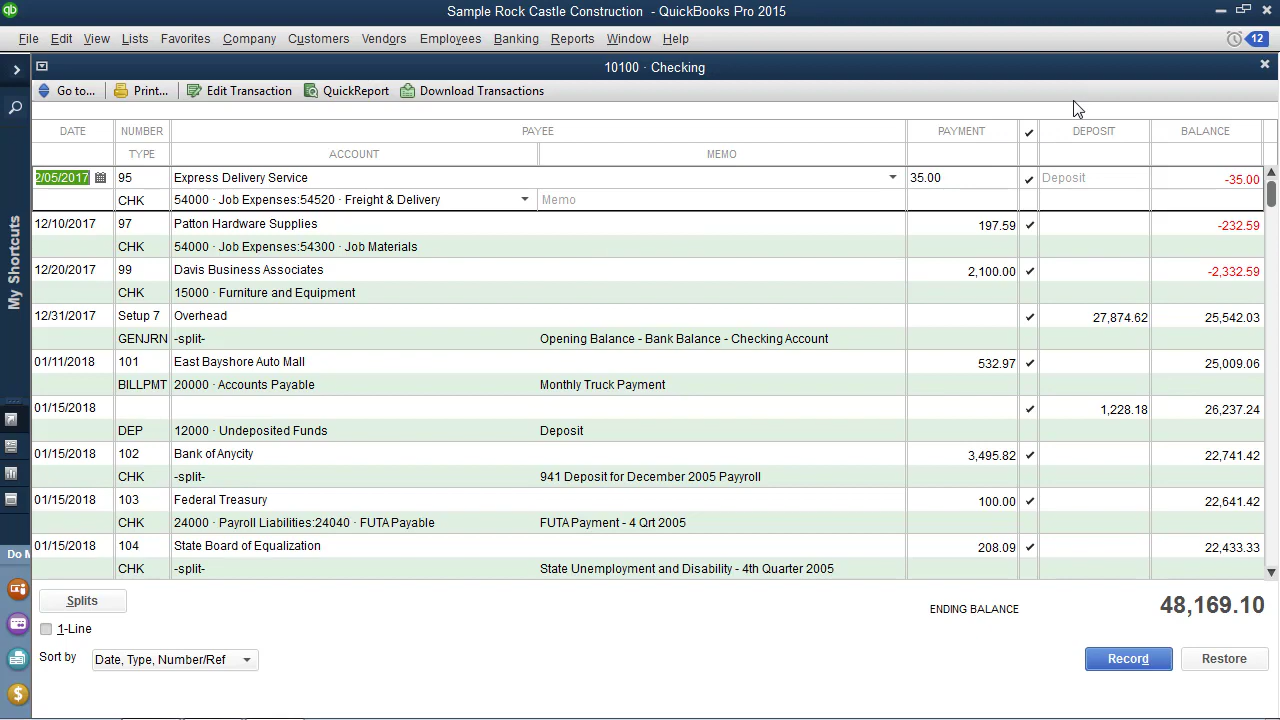 Sample Rock Castle Construction - QuickBooks Pro 2015
File Edit View Lists Favorites Company Customers Vendors Employees Banking Reports Window Help 12
10100 · Checking
Go to... Print... Edit Transaction QuickReport Download Transactions
DATE NUMBER PAYEE PAYMENT ✓ DEPOSIT BALANCE
TYPE ACCOUNT MEMO
2/05/2017 95 Express Delivery Service 35.00 ✓ Deposit -35.00
CHK 54000 · Job Expenses:54520 · Freight & Delivery Memo
12/10/2017 97 Patton Hardware Supplies 197.59 ✓ -232.59
CHK 54000 · Job Expenses:54300 · Job Materials
12/20/2017 99 Davis Business Associates 2,100.00 ✓ -2,332.59
CHK 15000 · Furniture and Equipment
12/31/2017 Setup 7 Overhead ✓ 27,874.62 25,542.03
GENJRN -split- Opening Balance - Bank Balance - Checking Account
01/11/2018 101 East Bayshore Auto Mall 532.97 ✓ 25,009.06
BILLPMT 20000 · Accounts Payable Monthly Truck Payment
01/15/2018 ✓ 1,228.18 26,237.24
DEP 12000 · Undeposited Funds Deposit
01/15/2018 102 Bank of Anycity 3,495.82 ✓ 22,741.42
CHK -split- 941 Deposit for December 2005 Payyroll
01/15/2018 103 Federal Treasury 100.00 ✓ 22,641.42
CHK 24000 · Payroll Liabilities:24040 · FUTA Payable FUTA Payment - 4 Qrt 2005
01/15/2018 104 State Board of Equalization 208.09 ✓ 22,433.33
CHK -split- State Unemployment and Disability - 4th Quarter 2005
My Shortcuts
Do M
Splits
ENDING BALANCE 48,169.10
1-Line
Sort by Date, Type, Number/Ref Record Restore